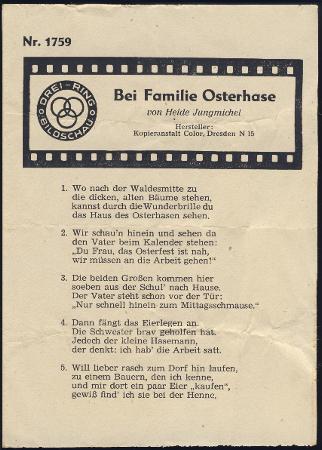 Nr. 1759
DREI-RING
BILDSCHAU
Bei Familie Osterhase
von Heide Jungmichel
Hersteller:
Kopieranstalt Color, Dresden N 15
1. Wo nach der Waldesmitte zu
die dicken, allen Bäume stehen,
kannst durch die Wunderbrille du
das Haus des Osterhasen sehen.
2. Wir schau'n hinein und sehen da
den Vater beim Kalender stehen:
„Du Frau, das Osterfest ist nah,
wir müssen an die Arbeit gehen!“
3. Die beiden Großen kommen hier
soeben aus der Schul' nach Hause.
Der Vater steht schon vor der Tür:
„Nur schnell hinein zum Mittagsschmause.“
4. Dann fängt das Eierlegen an.
Die Schwester brav geholfen hat.
Jedoch der kleine Hasemann,
der denkt: ich hab' die Arbeit satt.
5. Will lieber rasch zum Dorf hin laufen,
zu einem Bauern, den ich kenne,
und mir dort ein paar Eier „kaufen“,
gewiß find' ich sie bei der Henne.